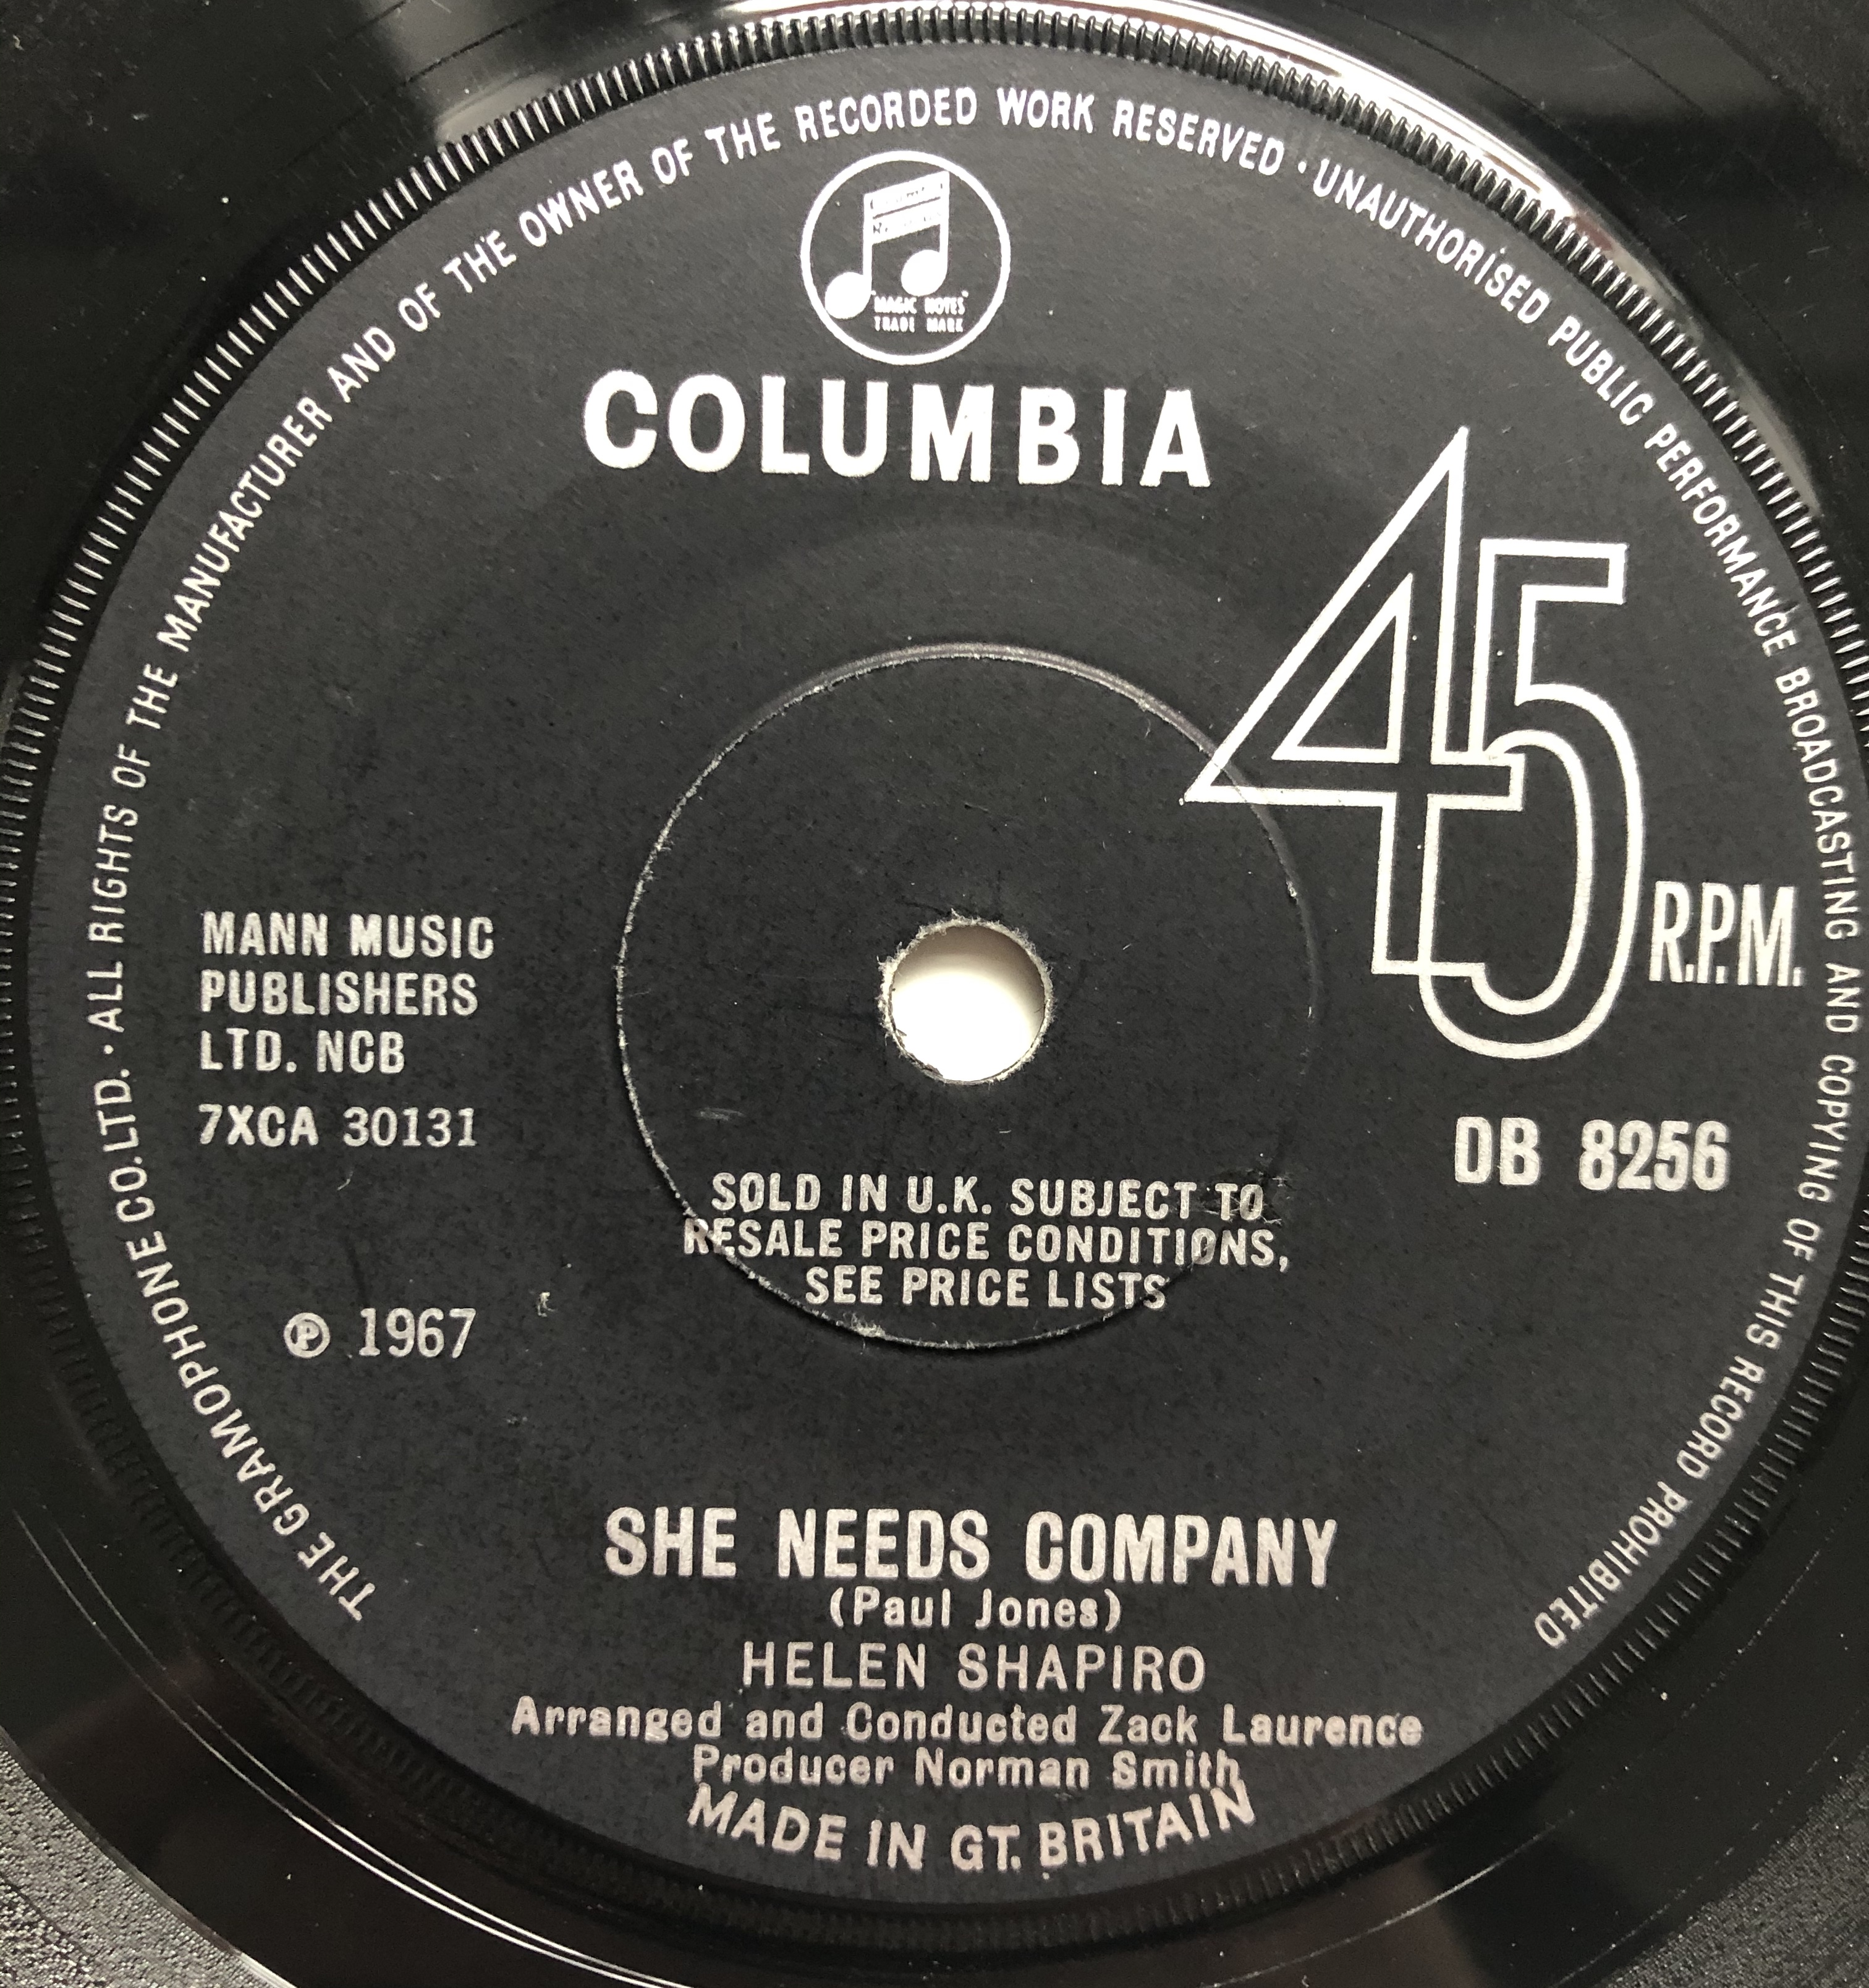 THE GRAMOPHONE CO. LTD. · ALL RIGHTS OF THE MANUFACTURER AND OF THE OWNER OF THE RECORDED WORK RESERVED · UNAUTHORISED PUBLIC PERFORMANCE BROADCASTING AND COPYING OF THIS RECORD PROHIBITED
"MAGIC NOTES"
TRADE MARK
COLUMBIA
45 R.P.M.
MANN MUSIC
PUBLISHERS
LTD. NCB
7XCA 30131
DB 8256
SOLD IN U.K. SUBJECT TO
RESALE PRICE CONDITIONS,
SEE PRICE LISTS
℗ 1967
SHE NEEDS COMPANY
(Paul Jones)
HELEN SHAPIRO
Arranged and Conducted Zack Laurence
Producer Norman Smith
MADE IN GT. BRITAIN